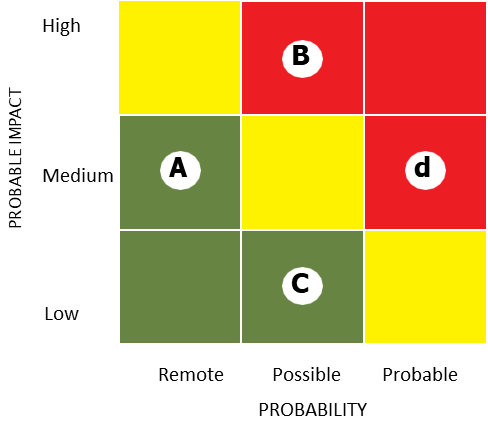 High
B
PROBABLE IMPACT
Medium
A
d
C
Low
Remote
Possible
Probable
PROBABILITY